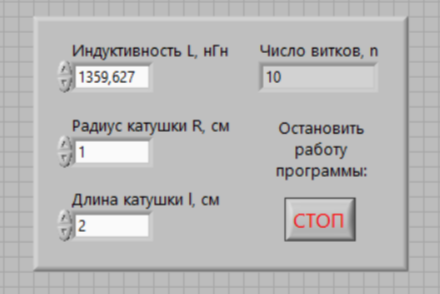 Индуктивность L, нГн
1359,627
Число витков, n
10
Радиус катушки R, см
1
Длина катушки l, см
2
Остановить
работу
программы:
СТОП